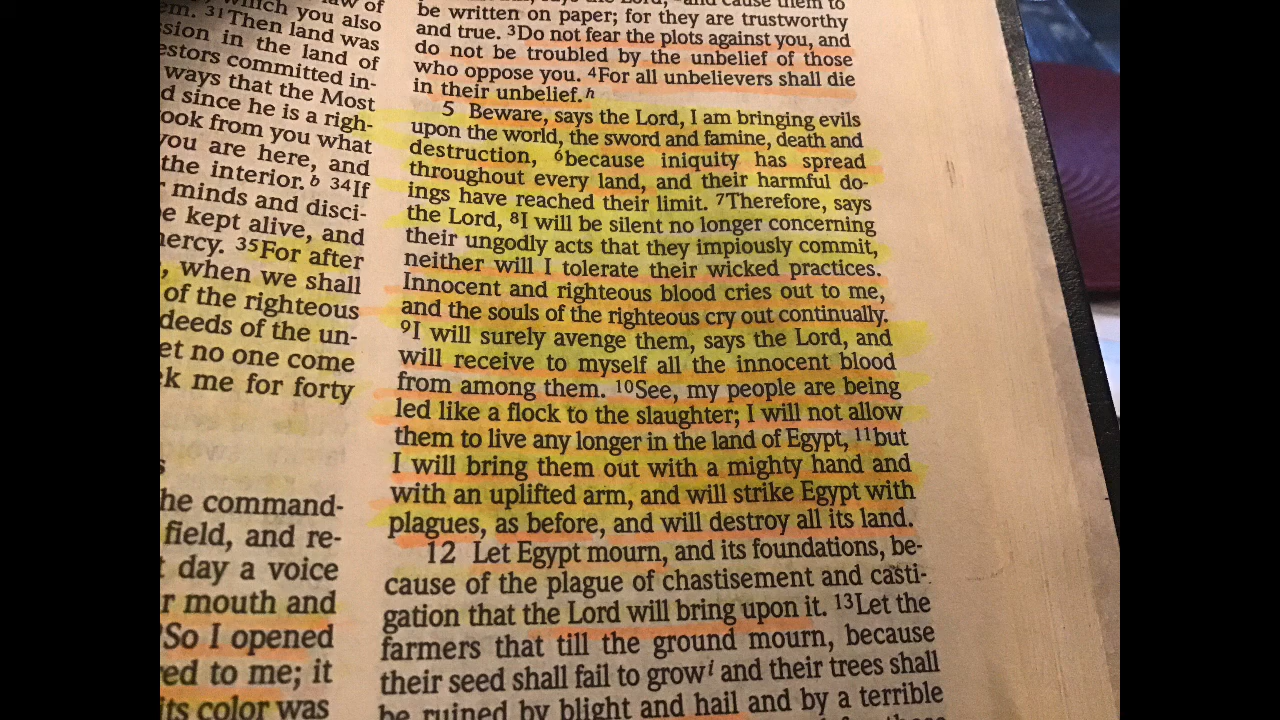 law of
which you also
em. 31Then land was
sion in the land of
estors committed in-
ways that the Most
d since he is a righ-
ook from you what
you are here, and
the interior.b 34If
minds and disci-
e kept alive, and
ercy. 35For after
, when we shall
of the righteous
deeds of the un-
et no one come
k me for forty
he command-
field, and re-
day a voice
r mouth and
So I opened
ed to me; it
its color was
says the Lord, and cause them to
be written on paper; for they are trustworthy
and true. 3Do not fear the plots against you, and
do not be troubled by the unbelief of those
who oppose you. 4For all unbelievers shall die
in their unbelief.h
5 Beware, says the Lord, I am bringing evils
upon the world, the sword and famine, death and
destruction, 6because iniquity has spread
throughout every land, and their harmful do-
ings have reached their limit. 7Therefore, says
the Lord, 8I will be silent no longer concerning
their ungodly acts that they impiously commit,
neither will I tolerate their wicked practices.
Innocent and righteous blood cries out to me,
and the souls of the righteous cry out continually.
9I will surely avenge them, says the Lord, and
will receive to myself all the innocent blood
from among them. 10See, my people are being
led like a flock to the slaughter; I will not allow
them to live any longer in the land of Egypt, 11but
I will bring them out with a mighty hand and
with an uplifted arm, and will strike Egypt with
plagues, as before, and will destroy all its land.
12 Let Egypt mourn, and its foundations, be-
cause of the plague of chastisement and casti-
gation that the Lord will bring upon it. 13Let the
farmers that till the ground mourn, because
their seed shall fail to growi and their trees shall
be ruined by blight and hail and by a terrible